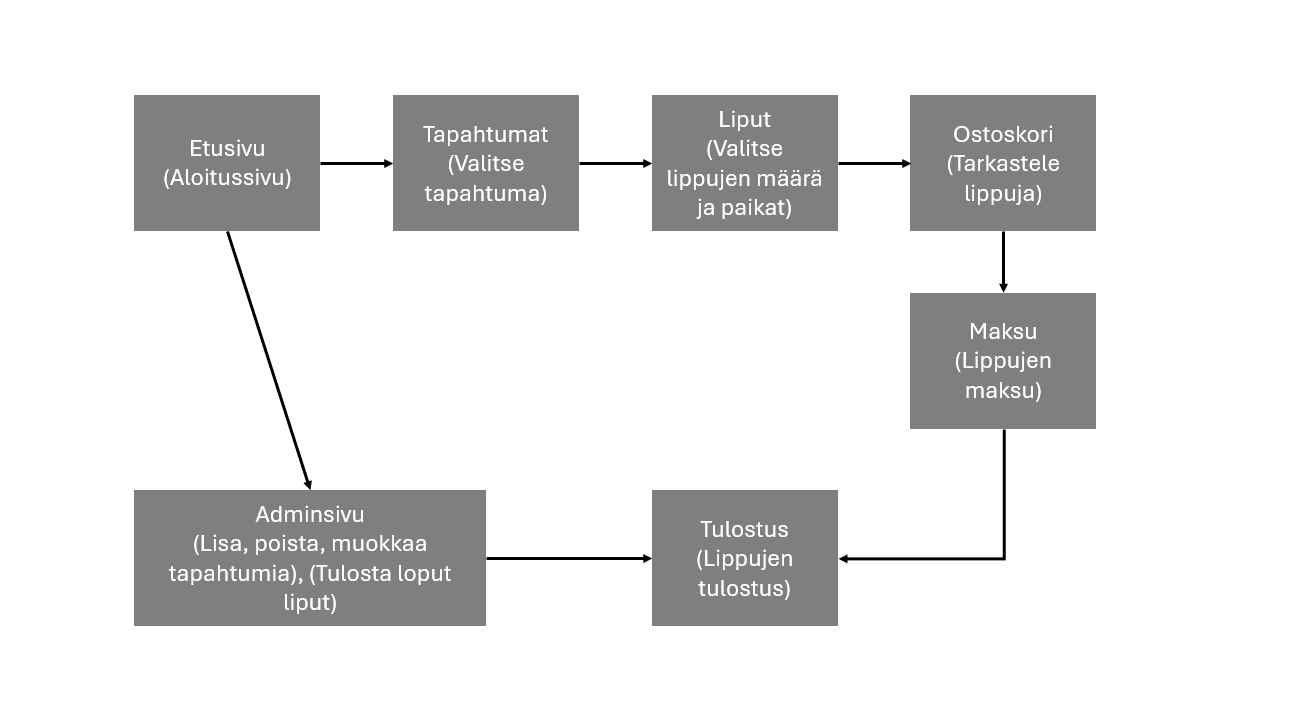 Etusivu
(Aloitussivu)
Tapahtumat
(Valitse
tapahtuma)
Liput
(Valitse
lippujen määrä
ja paikat)
Ostoskori
(Tarkastele
lippuja)
Maksu
(Lippujen
maksu)
Adminsivu
(Lisa, poista, muokkaa
tapahtumia), (Tulosta loput
liput)
Tulostus
(Lippujen
tulostus)